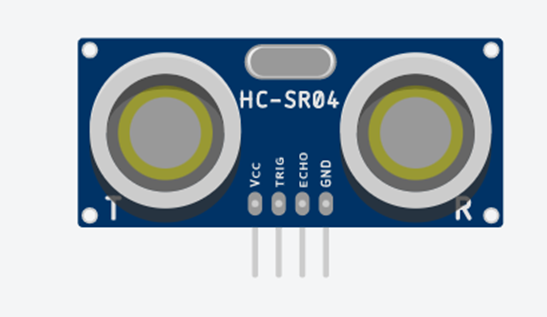 HC-SR04
Vcc
TRIG
ECHO
GND
T
R